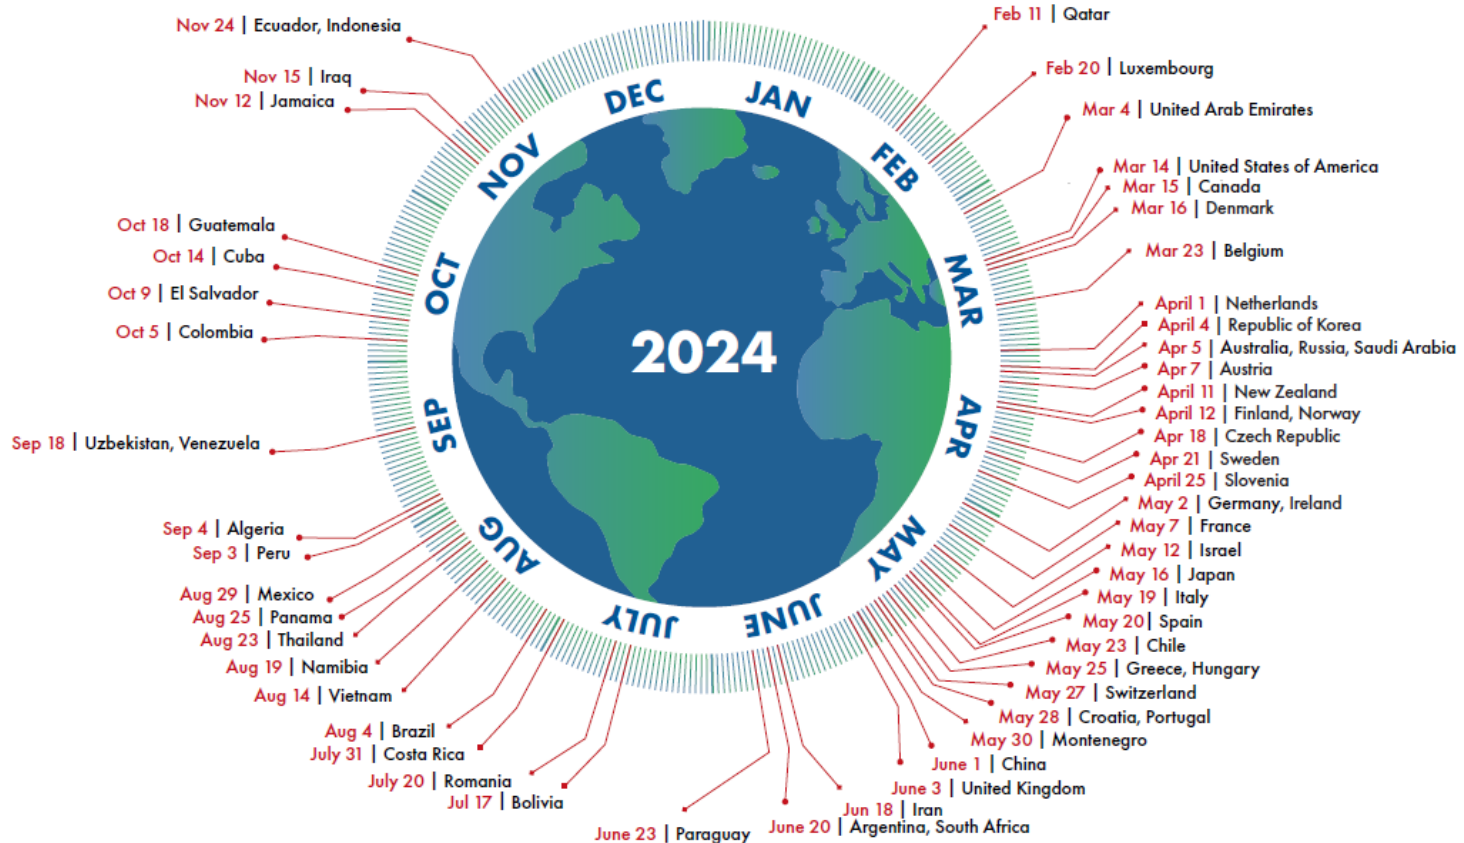 Feb 11 | Qatar
Feb 20 | Luxembourg
Mar 4 | United Arab Emirates
Mar 14 | United States of America
Mar 15 | Canada
Mar 16 | Denmark
Mar 23 | Belgium
April 1 | Netherlands
April 4 | Republic of Korea
Apr 5 | Australia, Russia, Saudi Arabia
Apr 7 | Austria
April 11 | New Zealand
April 12 | Finland, Norway
Apr 18 | Czech Republic
Apr 21 | Sweden
April 25 | Slovenia
May 2 | Germany, Ireland
May 7 | France
May 12 | Israel
May 16 | Japan
May 19 | Italy
May 20| Spain
May 23 | Chile
May 25 | Greece, Hungary
May 27 | Switzerland
May 28 | Croatia, Portugal
May 30 | Montenegro
June 1 | China
June 3 | United Kingdom
Jun 18 | Iran
June 20 | Argentina, South Africa
June 23 | Paraguay
Jul 17 | Bolivia
July 20 | Romania
July 31 | Costa Rica
Aug 4 | Brazil
Aug 14 | Vietnam
Aug 19 | Namibia
Aug 23 | Thailand
Aug 25 | Panama
Aug 29 | Mexico
Sep 3 | Peru
Sep 4 | Algeria
Sep 18 | Uzbekistan, Venezuela
Oct 5 | Colombia
Oct 9 | El Salvador
Oct 14 | Cuba
Oct 18 | Guatemala
Nov 12 | Jamaica
Nov 15 | Iraq
Nov 24 | Ecuador, Indonesia
JAN
FEB
MAR
APR
MAY
JUNE
JULY
AUG
SEP
OCT
NOV
DEC
2024